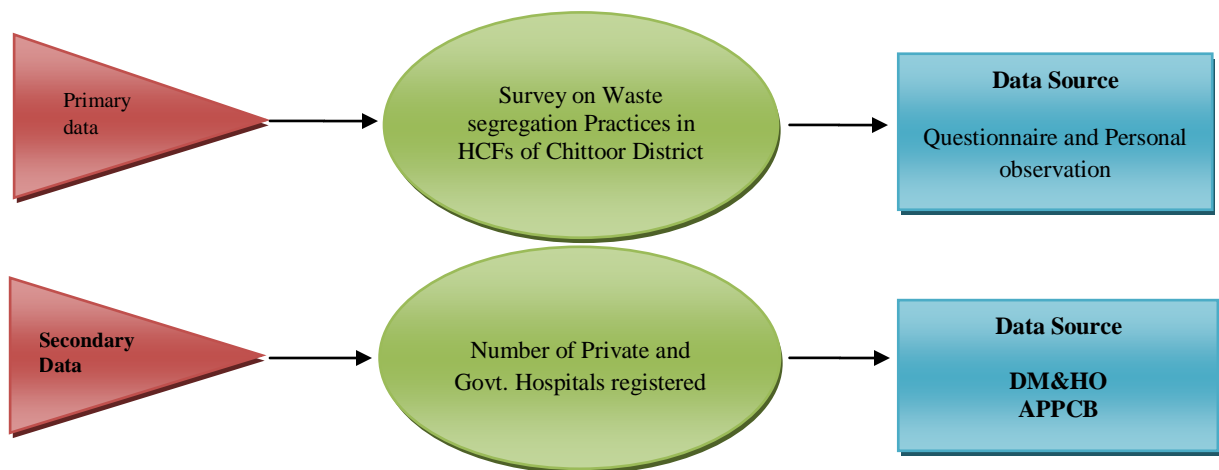 Primary
data
Survey on Waste
segregation Practices in
HCFs of Chittoor District
Data Source
Questionnaire and Personal
observation
Secondary
Data
Number of Private and
Govt. Hospitals registered
Data Source
DM&HO
APPCB